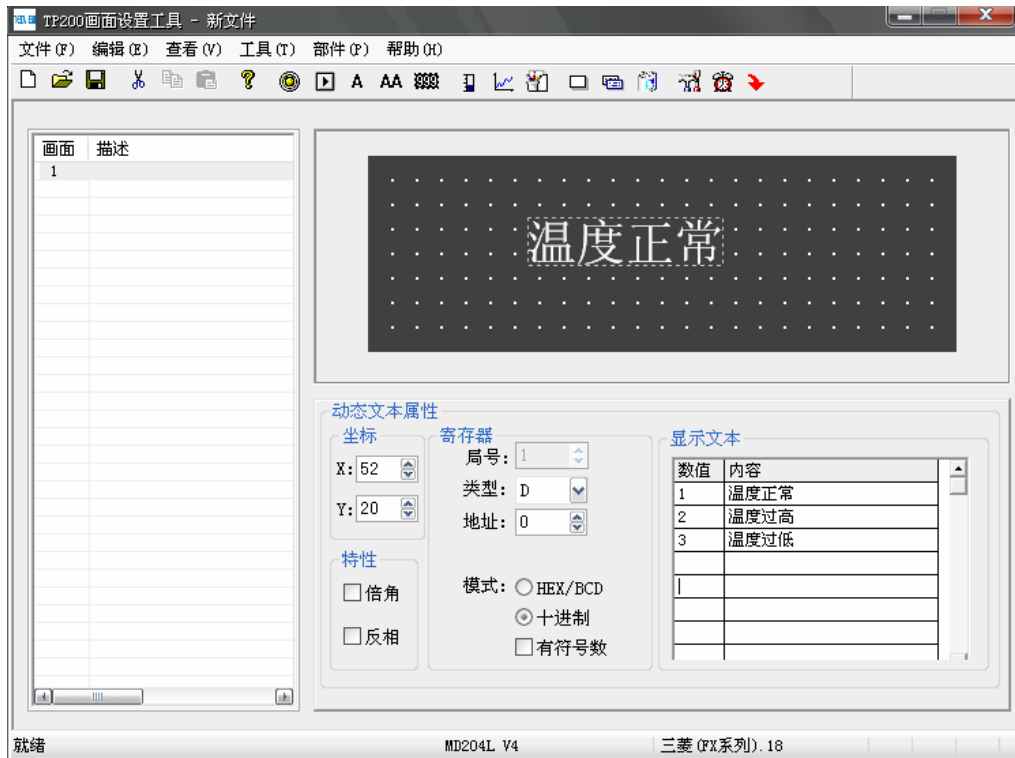 TP200画面设置工具 - 新文件
文件(F) 编辑(E) 查看(V) 工具(T) 部件(P) 帮助(H)
A AA
画面 描述
1
温度正常
动态文本属性
坐标
X: 52
Y: 20
特性
倍角
反相
寄存器
局号: 1
类型: D
地址: 0
模式: HEX/BCD
十进制
有符号数
显示文本
数值 内容
1 温度正常
2 温度过高
3 温度过低
就绪 MD204L V4 三菱(FX系列).18